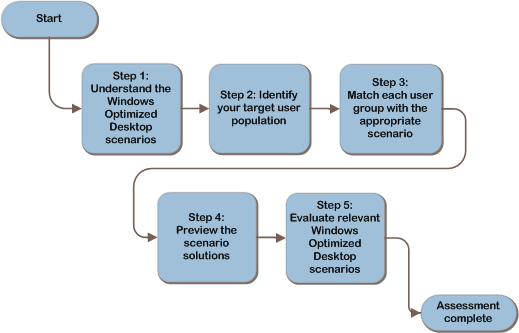 Start
Step 1:
Understand the
Windows
Optimized
Desktop
scenarios
Step 2: Identify
your target user
population
Step 3:
Match each user
group with the
appropriate
scenario
Step 4:
Preview the
scenario
solutions
Step 5:
Evaluate relevant
Windows
Optimized
Desktop
scenarios
Assessment
complete